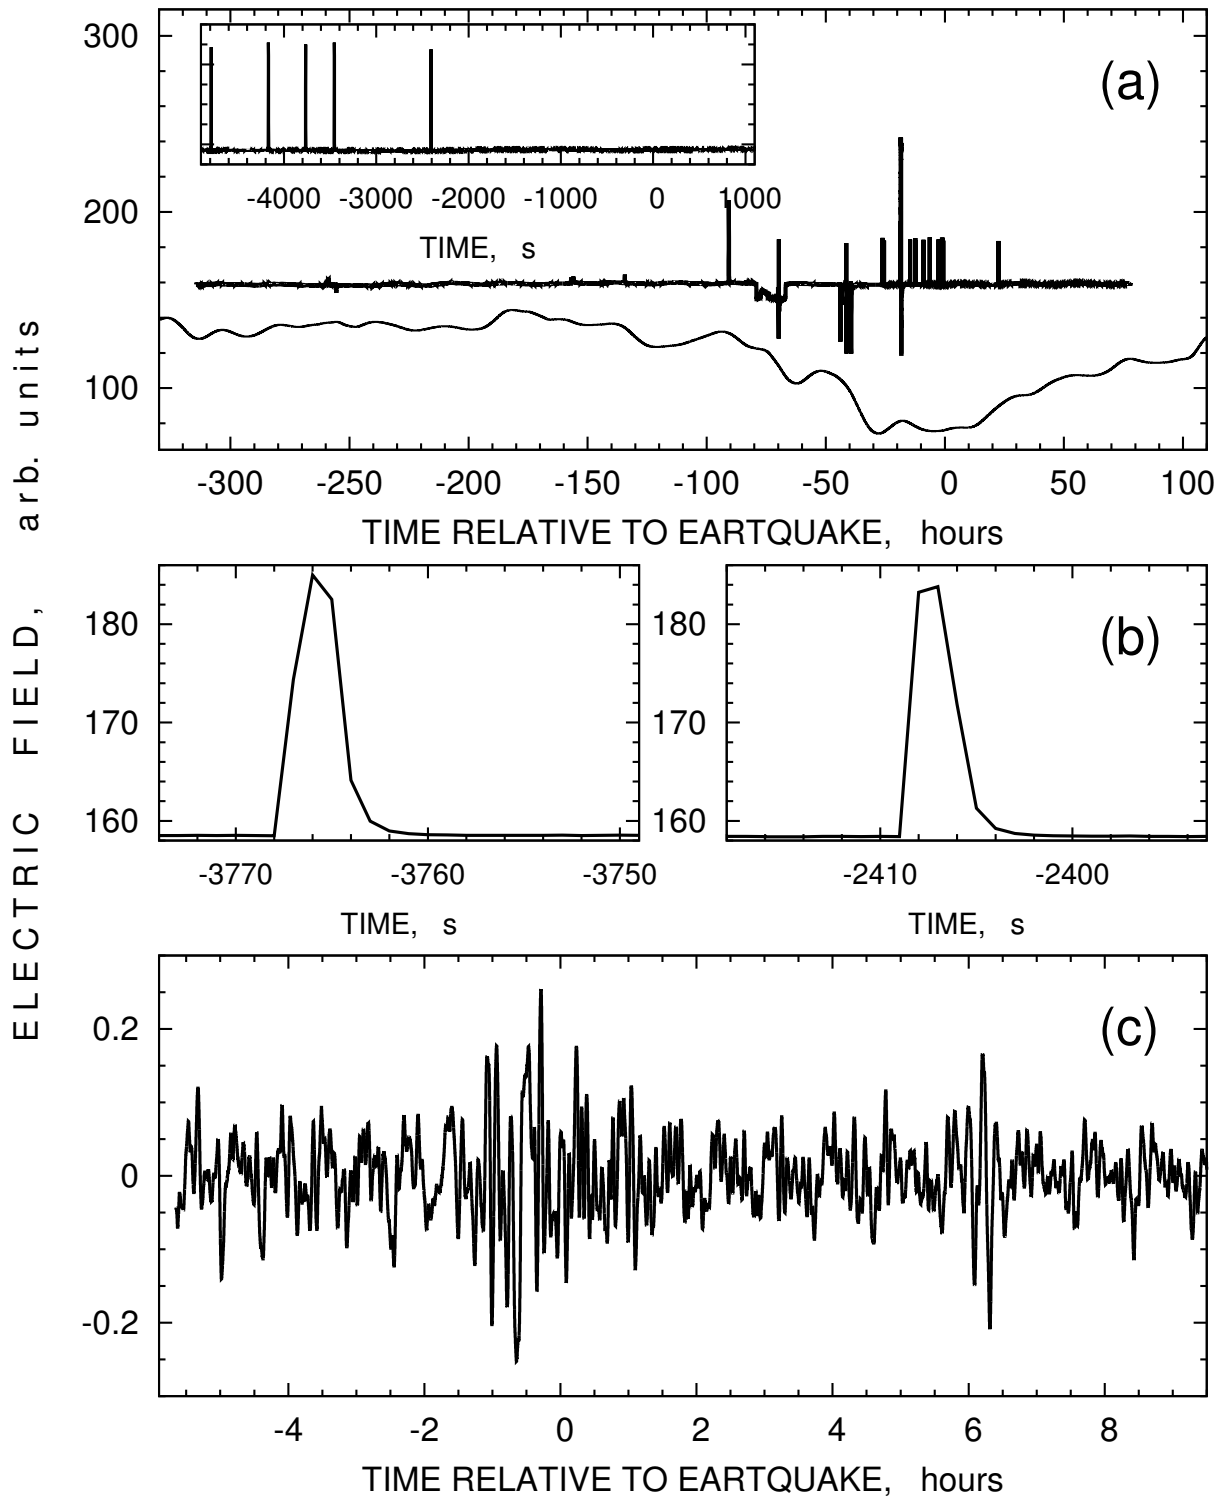 300
(a)
-4000 -3000 -2000 -1000 0 1000
200
TIME, s
100
-300 -250 -200 -150 -100 -50 0 50 100
TIME RELATIVE TO EARTQUAKE, hours
ELECTRIC FIELD, arb. units
180
170
160
-3770 -3760 -3750
TIME, s
180
(b)
170
160
-2410 -2400
TIME, s
(c)
0.2
0
-0.2
-4 -2 0 2 4 6 8
TIME RELATIVE TO EARTQUAKE, hours